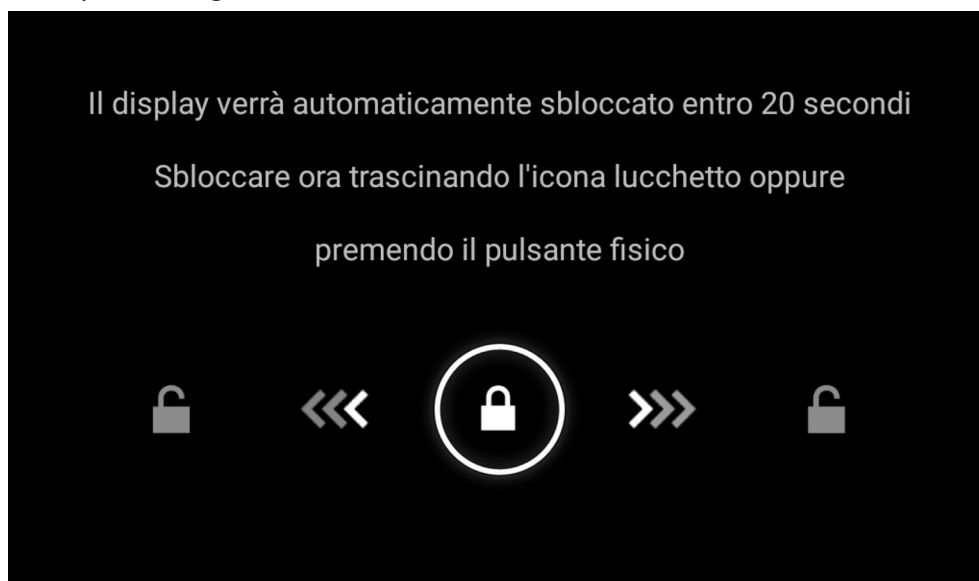 Il display verrà automaticamente sbloccato entro 20 secondi
Sbloccare ora trascinando l'icona lucchetto oppure
premendo il pulsante fisico